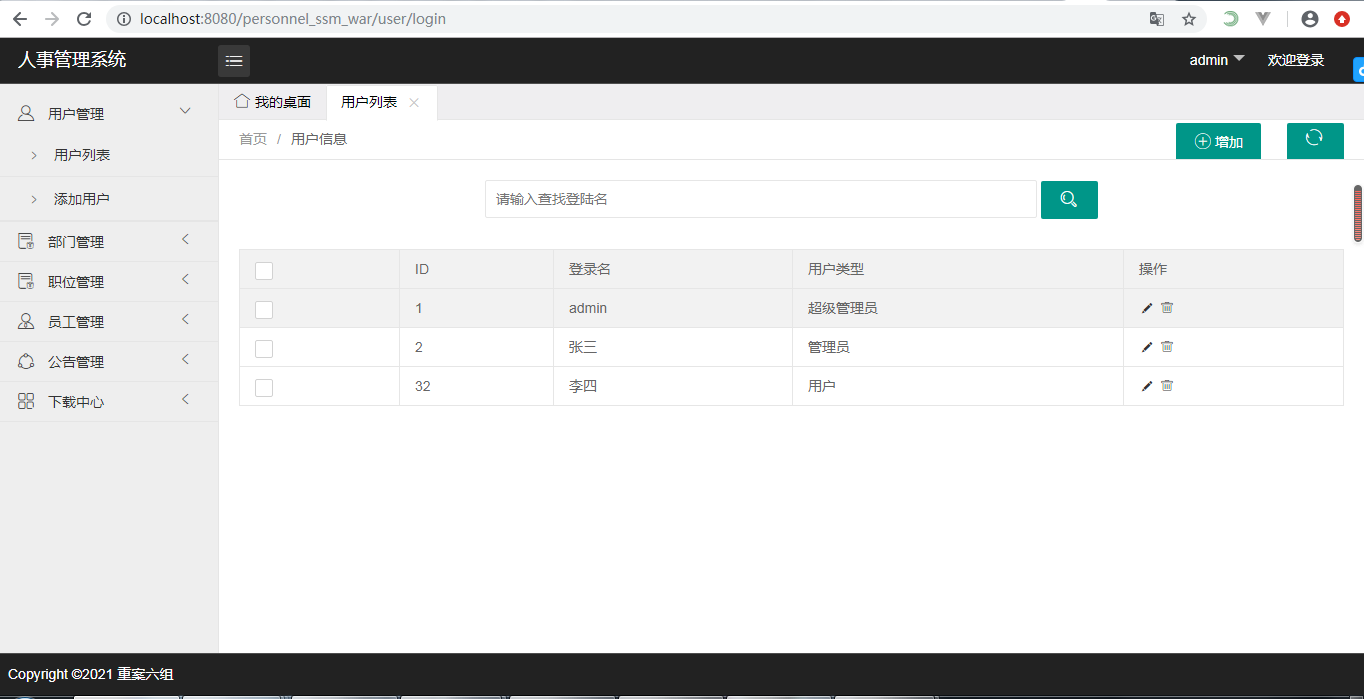 localhost:8080/personnel_ssm_war/user/login
人事管理系统
admin 欢迎登录
用户管理
用户列表
添加用户
部门管理
职位管理
员工管理
公告管理
下载中心
我的桌面 用户列表
首页 / 用户信息
增加
请输入查找登陆名
ID 登录名 用户类型 操作
1 admin 超级管理员
2 张三 管理员
32 李四 用户
Copyright ©2021 重案六组